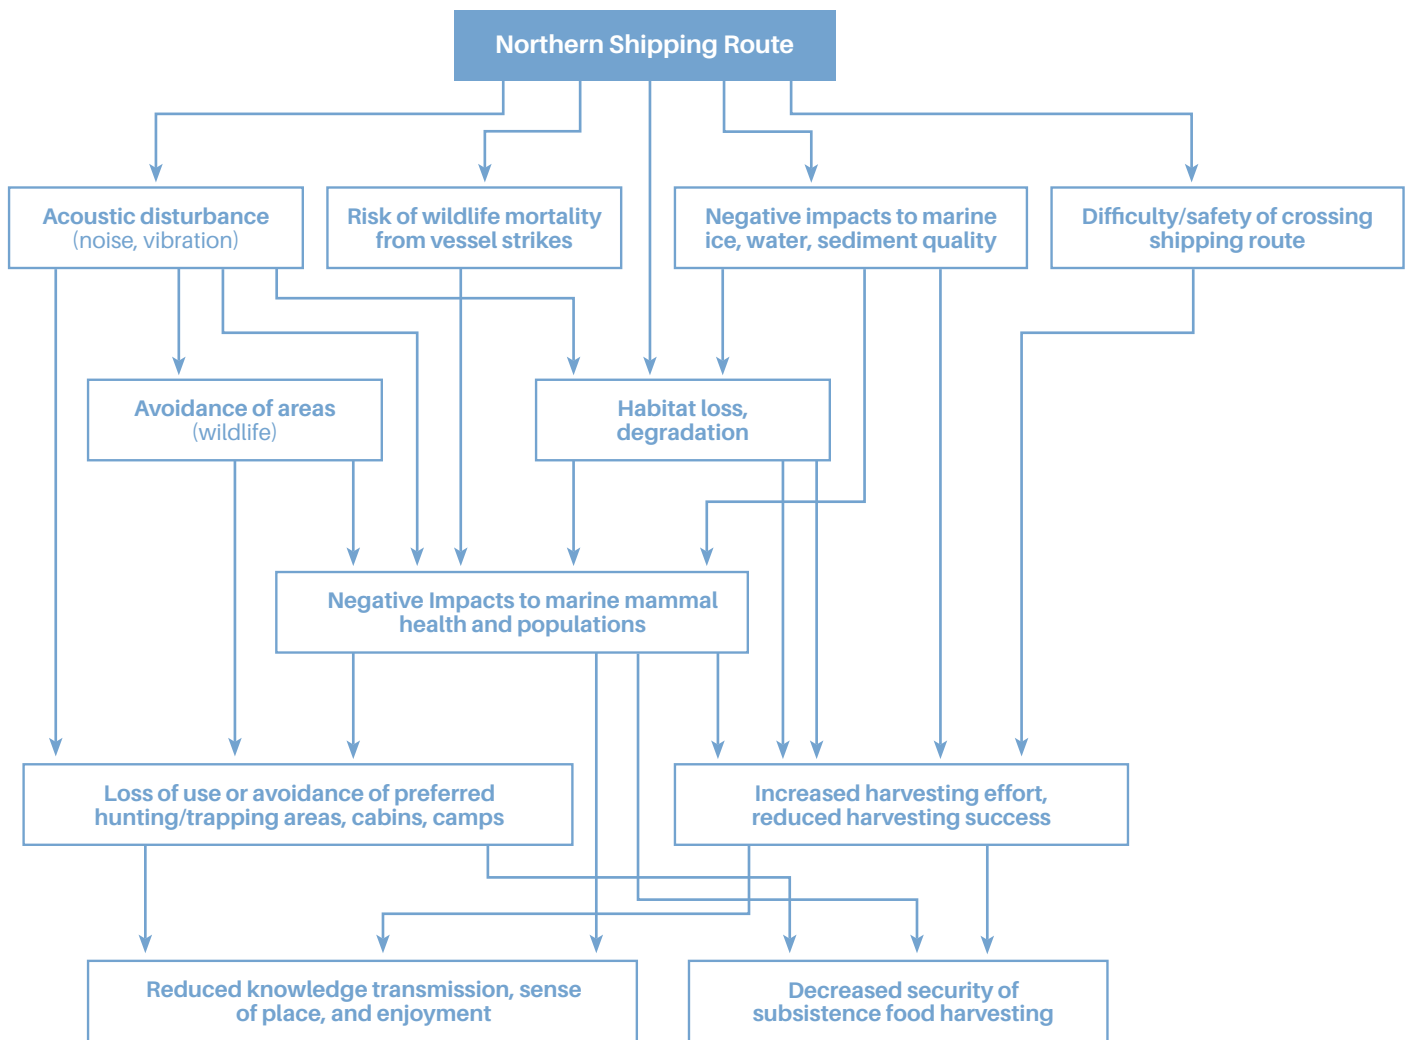 Northern Shipping Route
Acoustic disturbance
(noise, vibration)
Risk of wildlife mortality
from vessel strikes
Negative impacts to marine
ice, water, sediment quality
Difficulty/safety of crossing
shipping route
Avoidance of areas
(wildlife)
Habitat loss,
degradation
Negative Impacts to marine mammal
health and populations
Loss of use or avoidance of preferred
hunting/trapping areas, cabins, camps
Increased harvesting effort,
reduced harvesting success
Reduced knowledge transmission, sense
of place, and enjoyment
Decreased security of
subsistence food harvesting